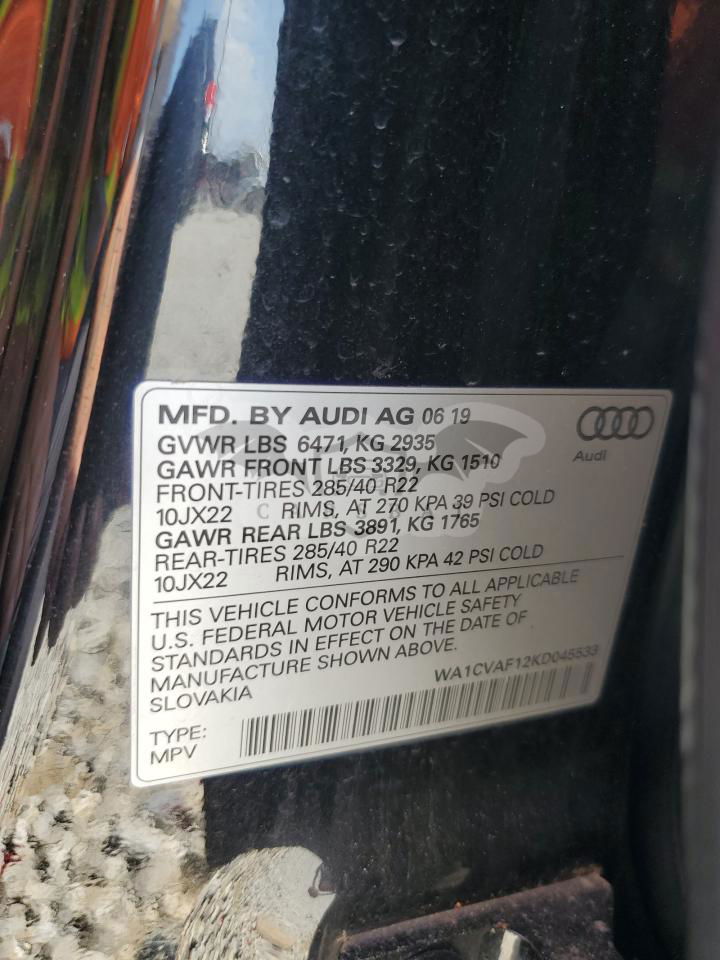 MFD. BY AUDI AG 06 19
GVWR LBS 6471, KG 2935
GAWR FRONT LBS 3329, KG 1510
FRONT-TIRES 285/40 R22
10JX22 RIMS, AT 270 KPA 39 PSI COLD
GAWR REAR LBS 3891, KG 1765
REAR-TIRES 285/40 R22
10JX22 RIMS, AT 290 KPA 42 PSI COLD
Audi
THIS VEHICLE CONFORMS TO ALL APPLICABLE
U.S. FEDERAL MOTOR VEHICLE SAFETY
STANDARDS IN EFFECT ON THE DATE OF
MANUFACTURE SHOWN ABOVE.
SLOVAKIA
WA1CVAF12KD045533
TYPE:
MPV